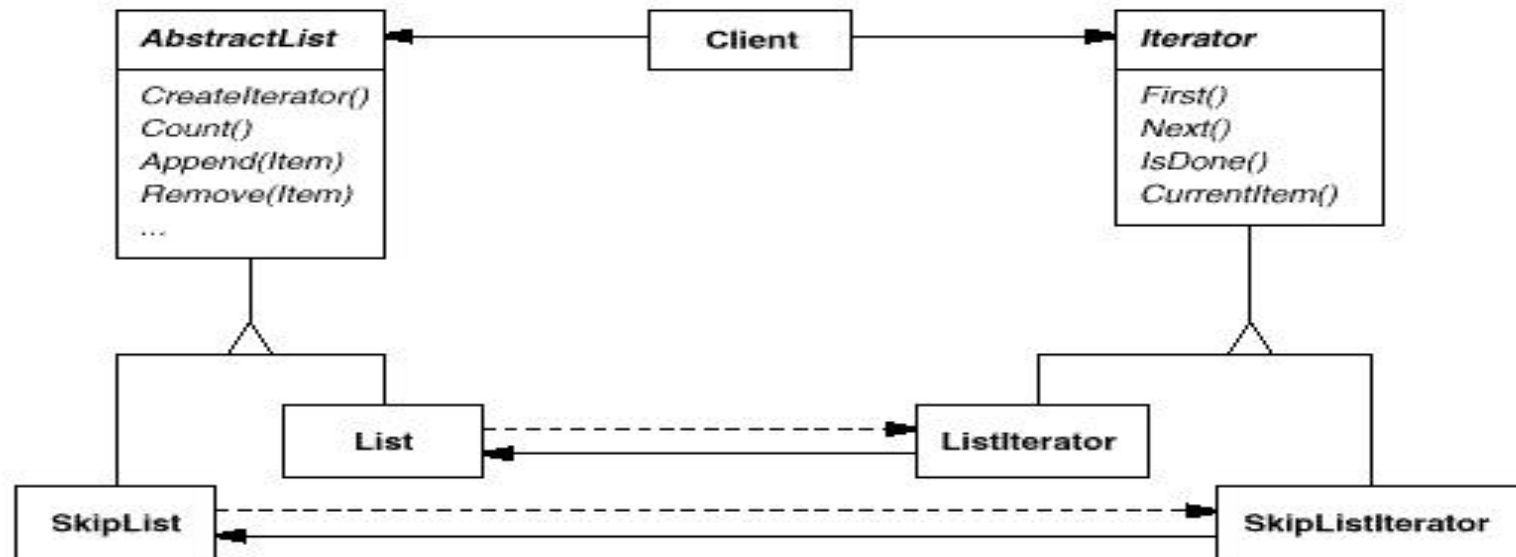 AbstractList
CreateIterator()
Count()
Append(Item)
Remove(Item)
...
Client
Iterator
First()
Next()
IsDone()
CurrentItem()
List
ListIterator
SkipList
SkipListIterator